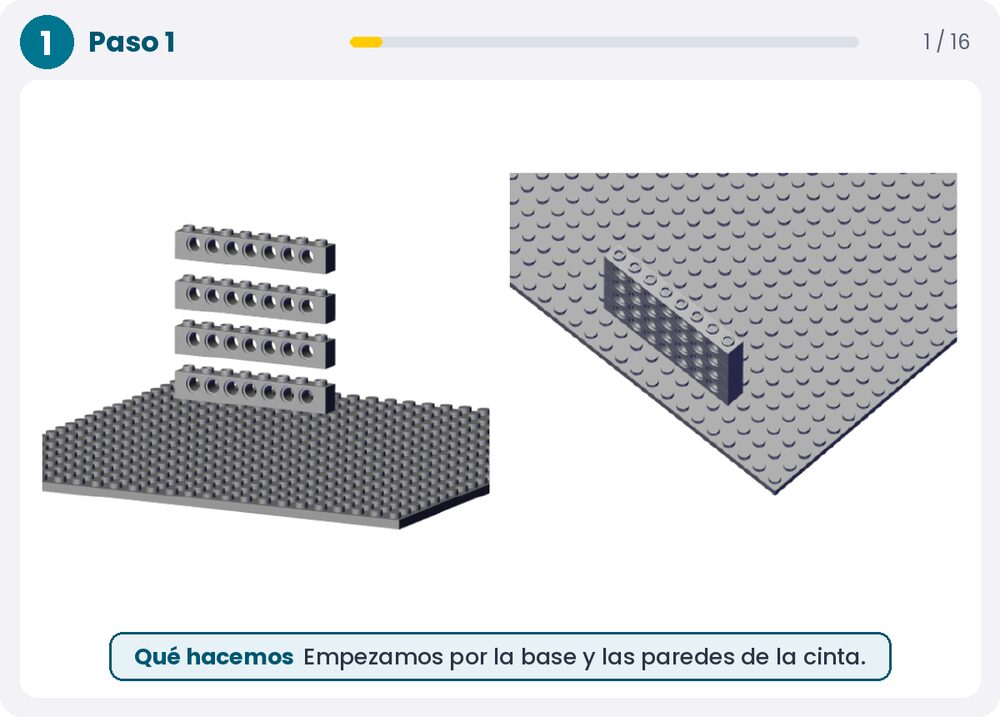 1 Paso 1
1 / 16
Qué hacemos Empezamos por la base y las paredes de la cinta.